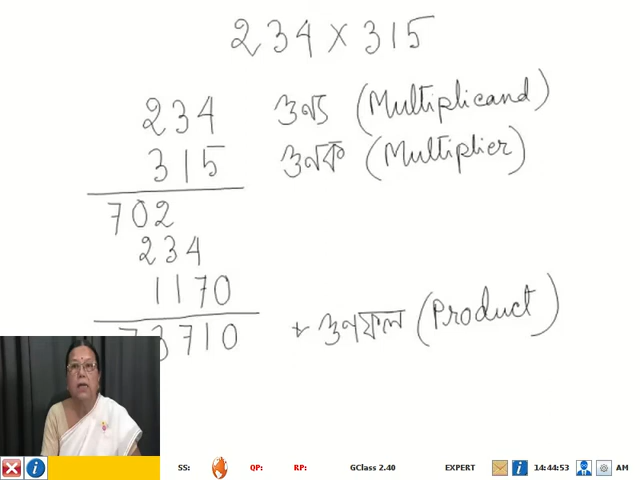 234 × 315
234 গুণ্য (Multiplicand)
315 গুণক (Multiplier)
702
234
1170
73710 গুণফল (Product)
SS: QP: RP: GClass 2.40 EXPERT 14:44:53 AM